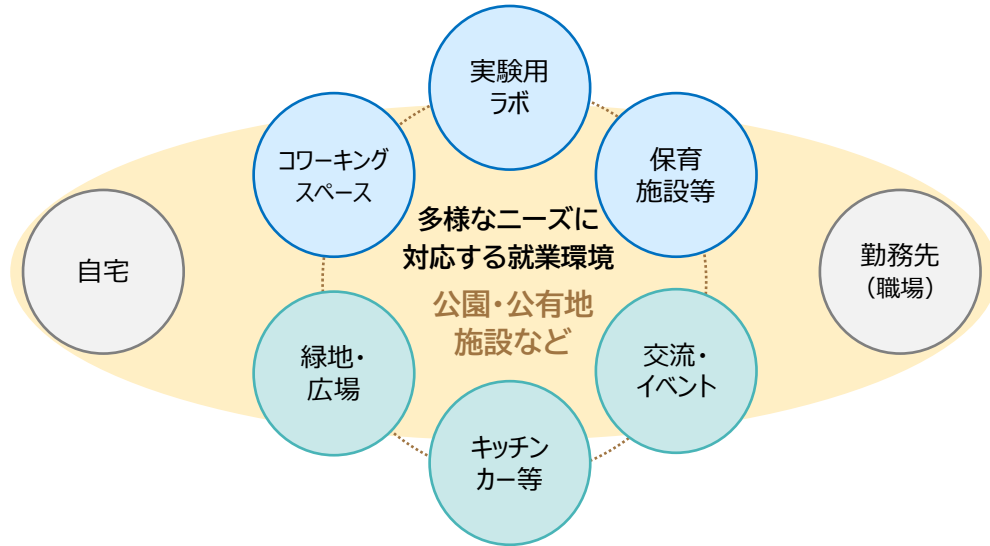 実験用
ラボ
コワーキング
スペース
保育
施設等
多様なニーズに
対応する就業環境
自宅
勤務先
（職場）
公園・公有地
施設など
緑地・
広場
交流・
イベント
キッチン
カー等